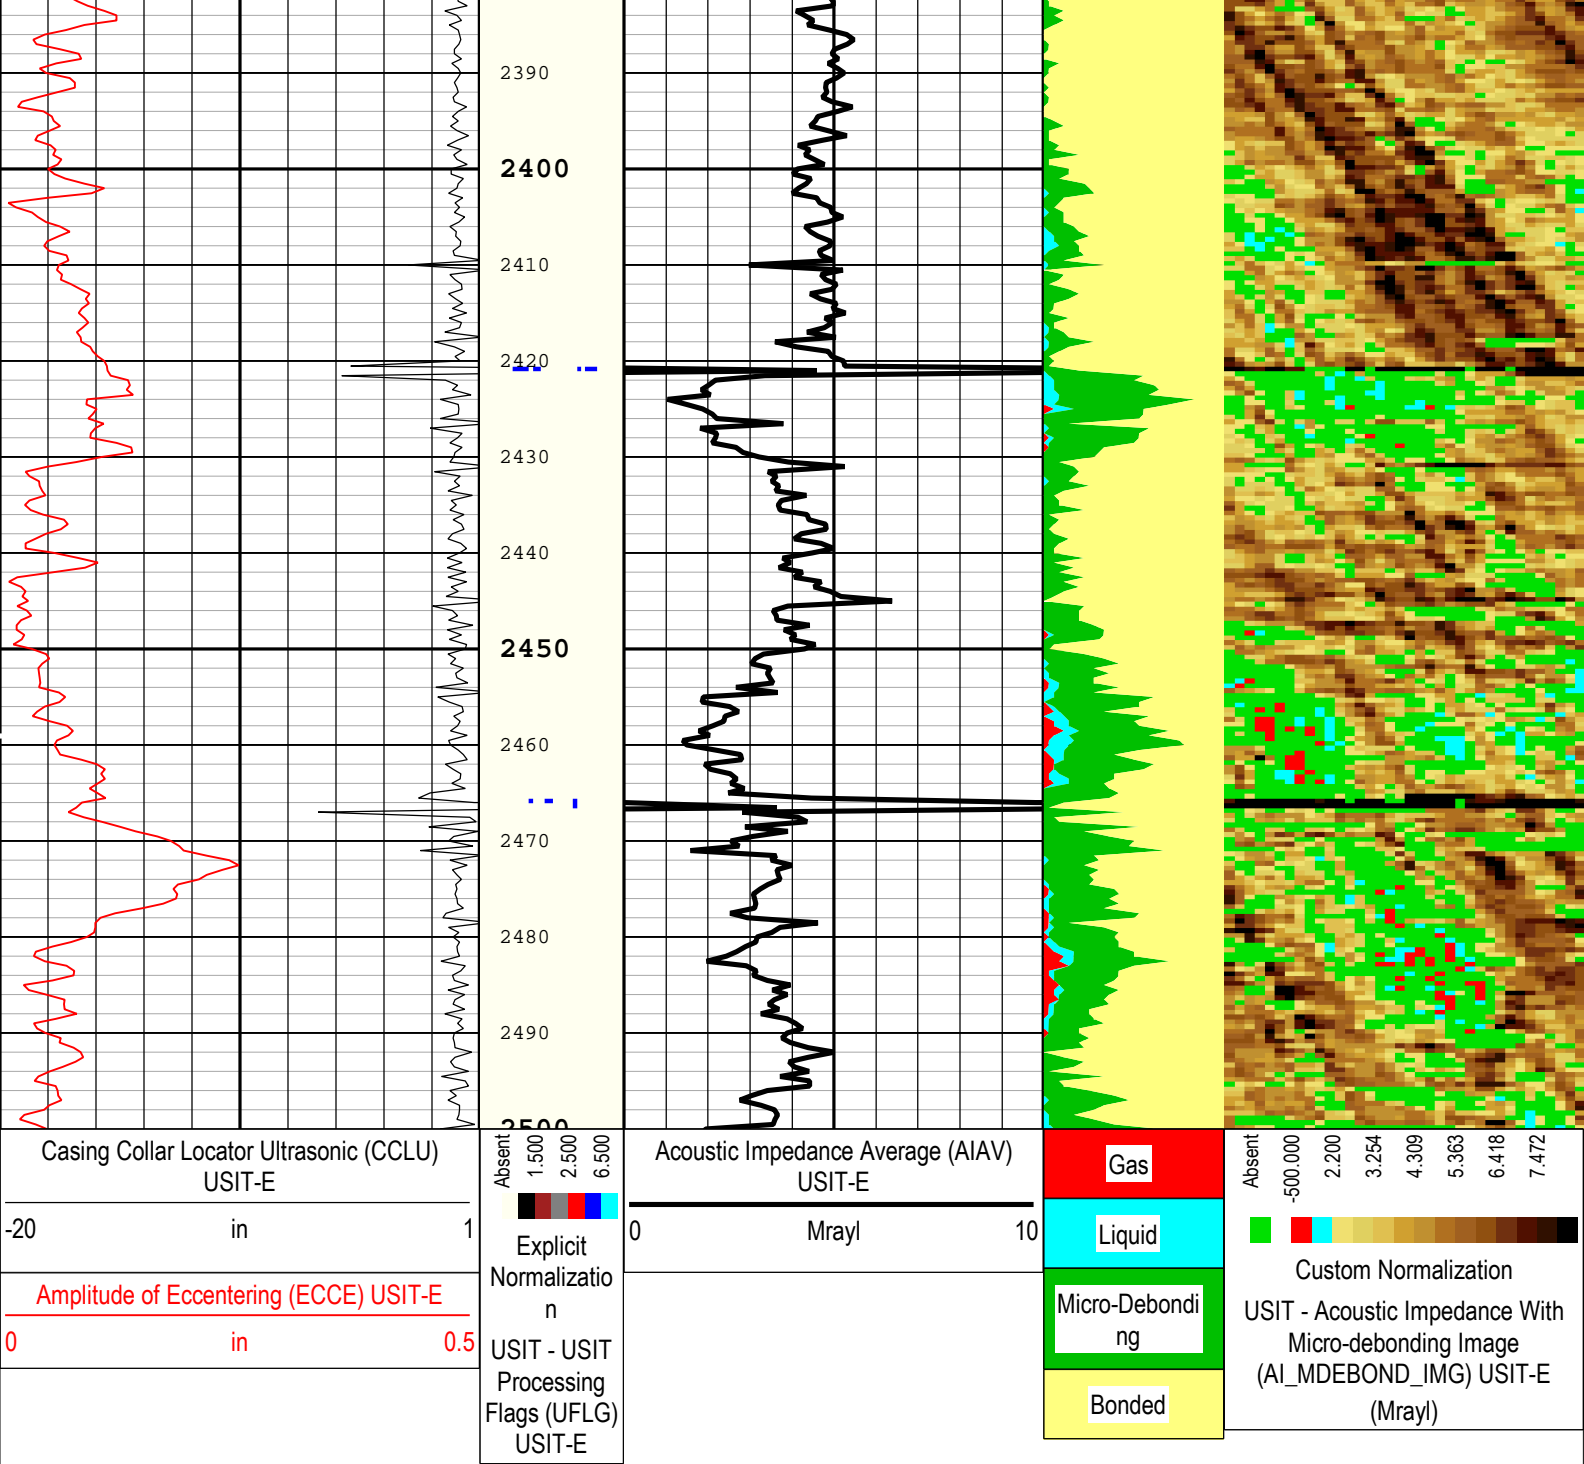 2390
2400
2410
2420
2430
2440
2450
2460
2470
2480
2490
2500
Casing Collar Locator Ultrasonic (CCLU)
USIT-E
-20 in 1
Amplitude of Eccentering (ECCE) USIT-E
0 in 0.5
Absent
1.500
2.500
6.500
Explicit
Normalizatio
n
USIT - USIT
Processing
Flags (UFLG)
USIT-E
Acoustic Impedance Average (AIAV)
USIT-E
0 Mrayl 10
Gas
Liquid
Micro-Debondi
ng
Bonded
Absent
-500.000
2.200
3.254
4.309
5.363
6.418
7.472
Custom Normalization
USIT - Acoustic Impedance With
Micro-debonding Image
(AI_MDEBOND_IMG) USIT-E
(Mrayl)